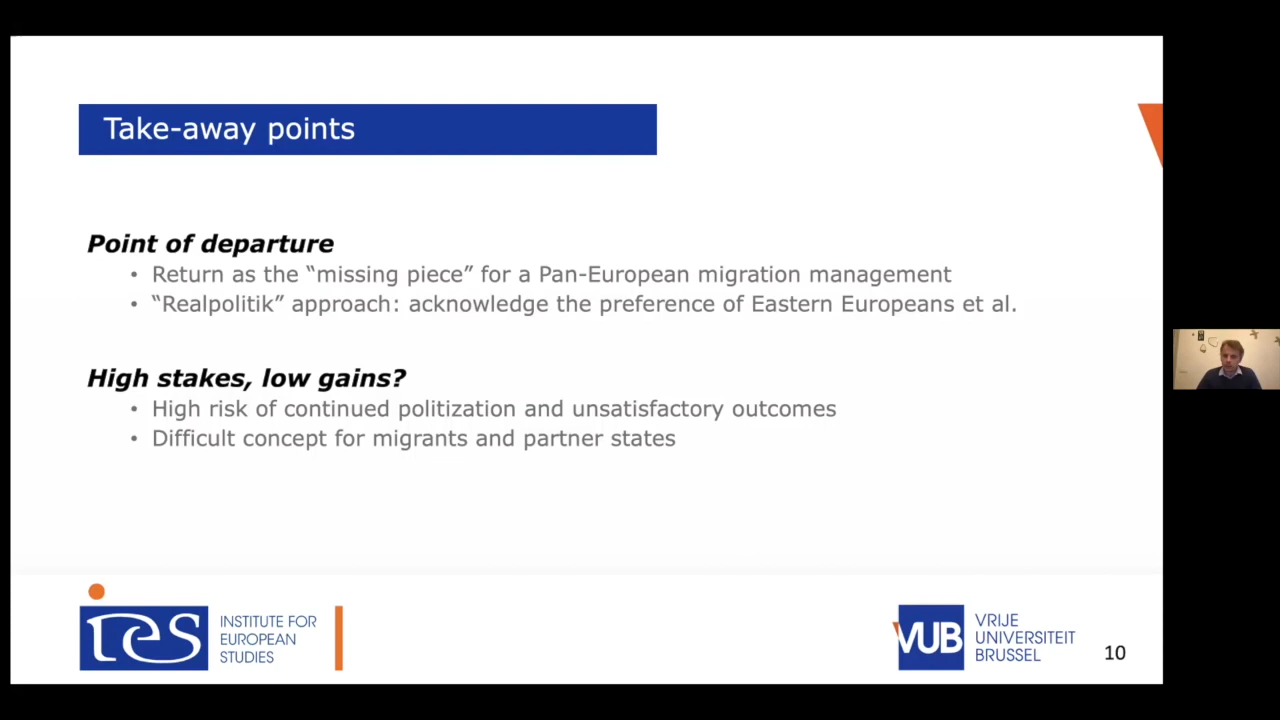 Take-away points
Point of departure
• Return as the “missing piece” for a Pan-European migration management
• “Realpolitik” approach: acknowledge the preference of Eastern Europeans et al.
High stakes, low gains?
• High risk of continued politization and unsatisfactory outcomes
• Difficult concept for migrants and partner states
ies
INSTITUTE FOR
EUROPEAN
STUDIES
VUB
VRIJE
UNIVERSITEIT
BRUSSEL
10